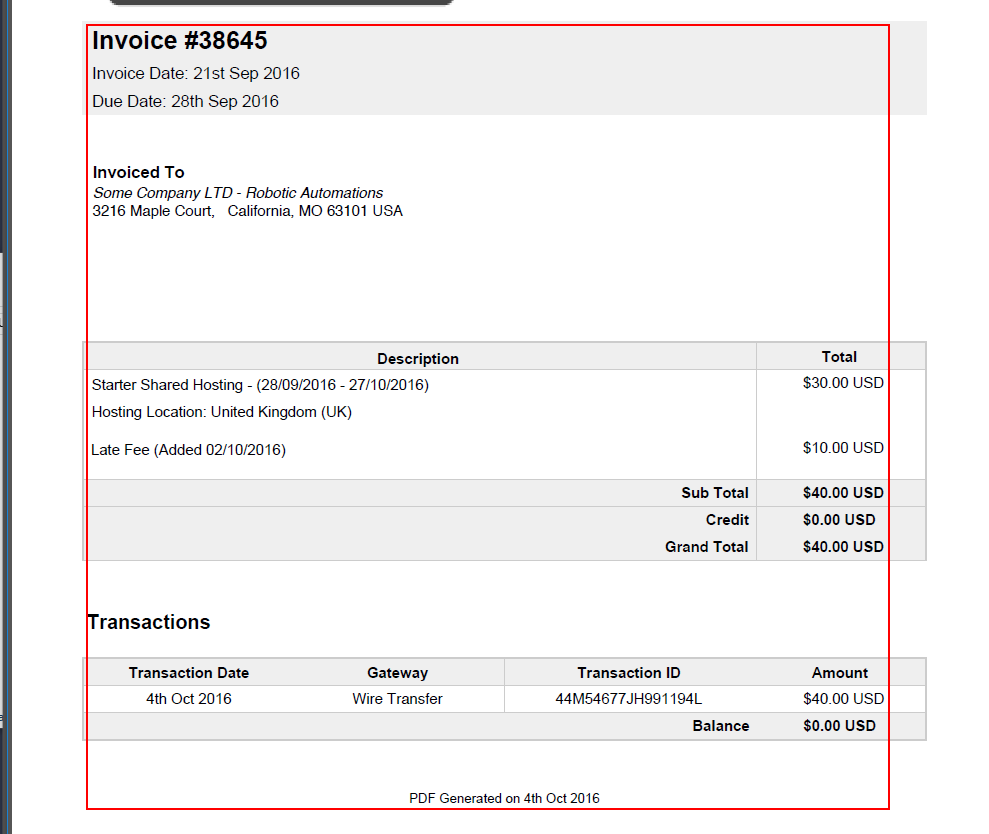 Invoice #38645
Invoice Date: 21st Sep 2016
Due Date: 28th Sep 2016
Invoiced To
Some Company LTD - Robotic Automations
3216 Maple Court,   California, MO 63101 USA
Description Total
Starter Shared Hosting - (28/09/2016 - 27/10/2016) $30.00 USD
Hosting Location: United Kingdom (UK)
Late Fee (Added 02/10/2016) $10.00 USD
Sub Total $40.00 USD
Credit $0.00 USD
Grand Total $40.00 USD
Transactions
Transaction Date Gateway Transaction ID Amount
4th Oct 2016 Wire Transfer 44M54677JH991194L $40.00 USD
Balance $0.00 USD
PDF Generated on 4th Oct 2016